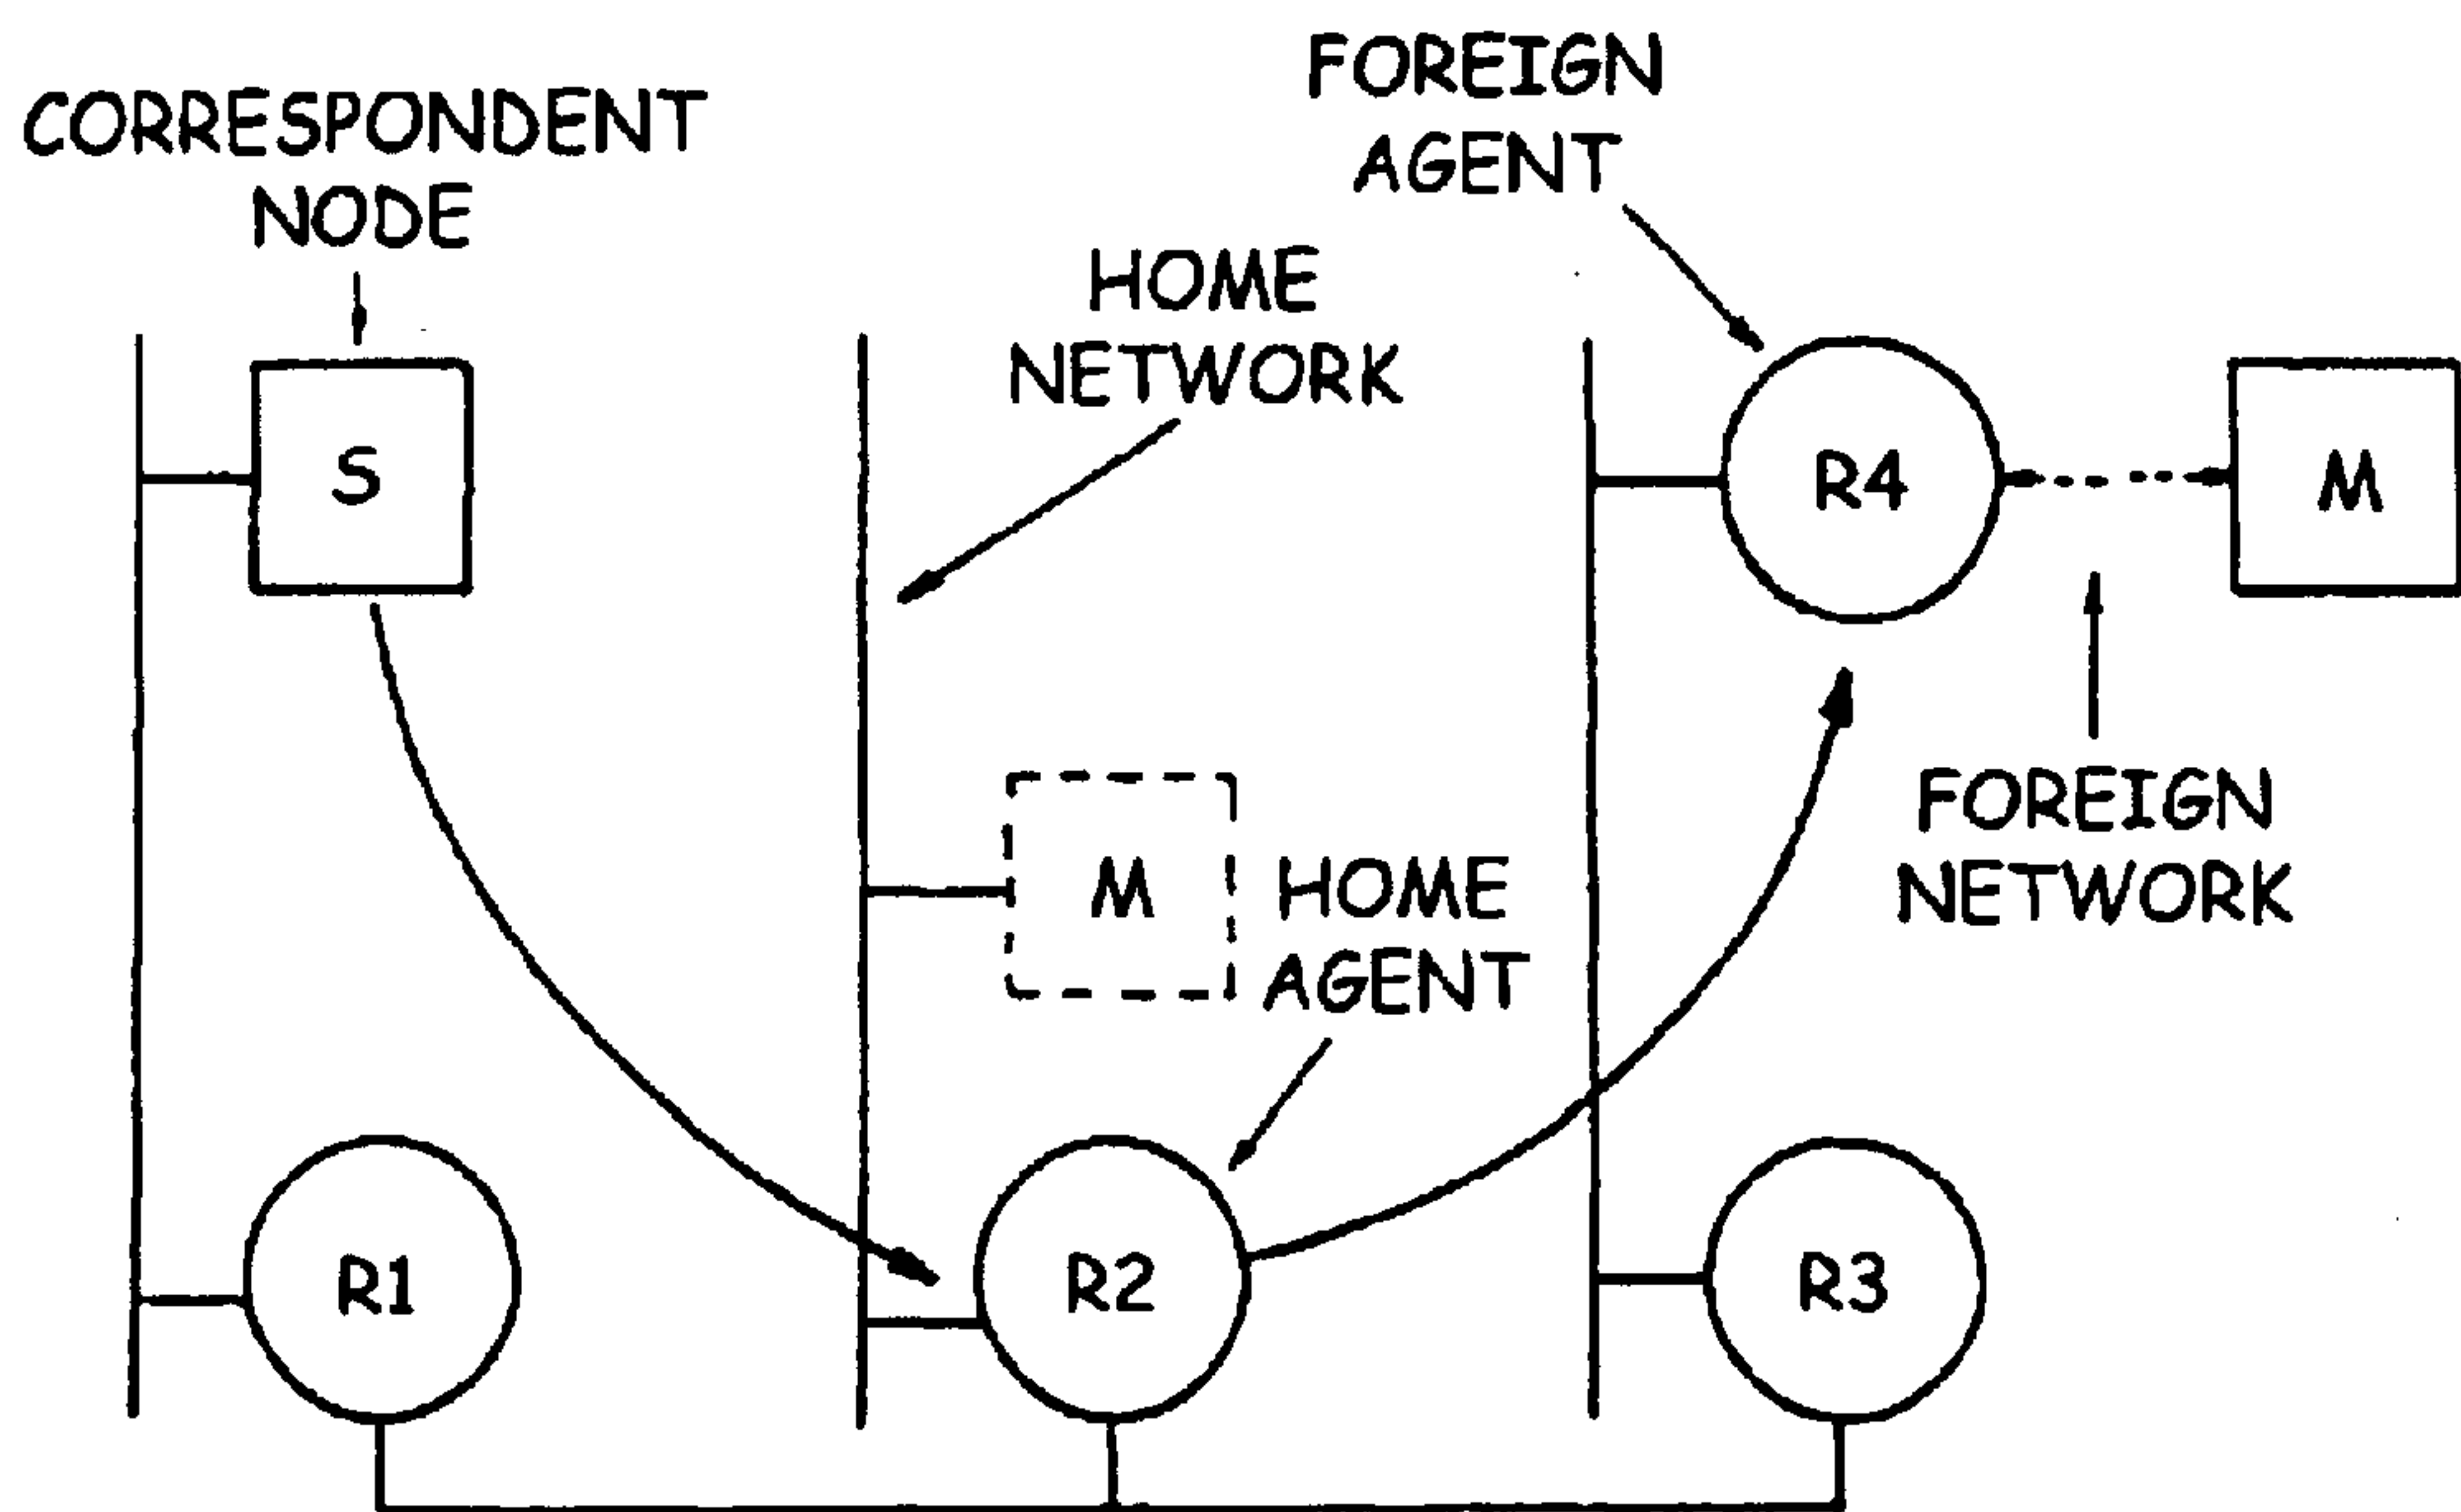 CORRESPONDENT
NODE
FOREIGN
AGENT
HOME
NETWORK
S
R4
M
M
HOME
AGENT
FOREIGN
NETWORK
R1
R2
R3